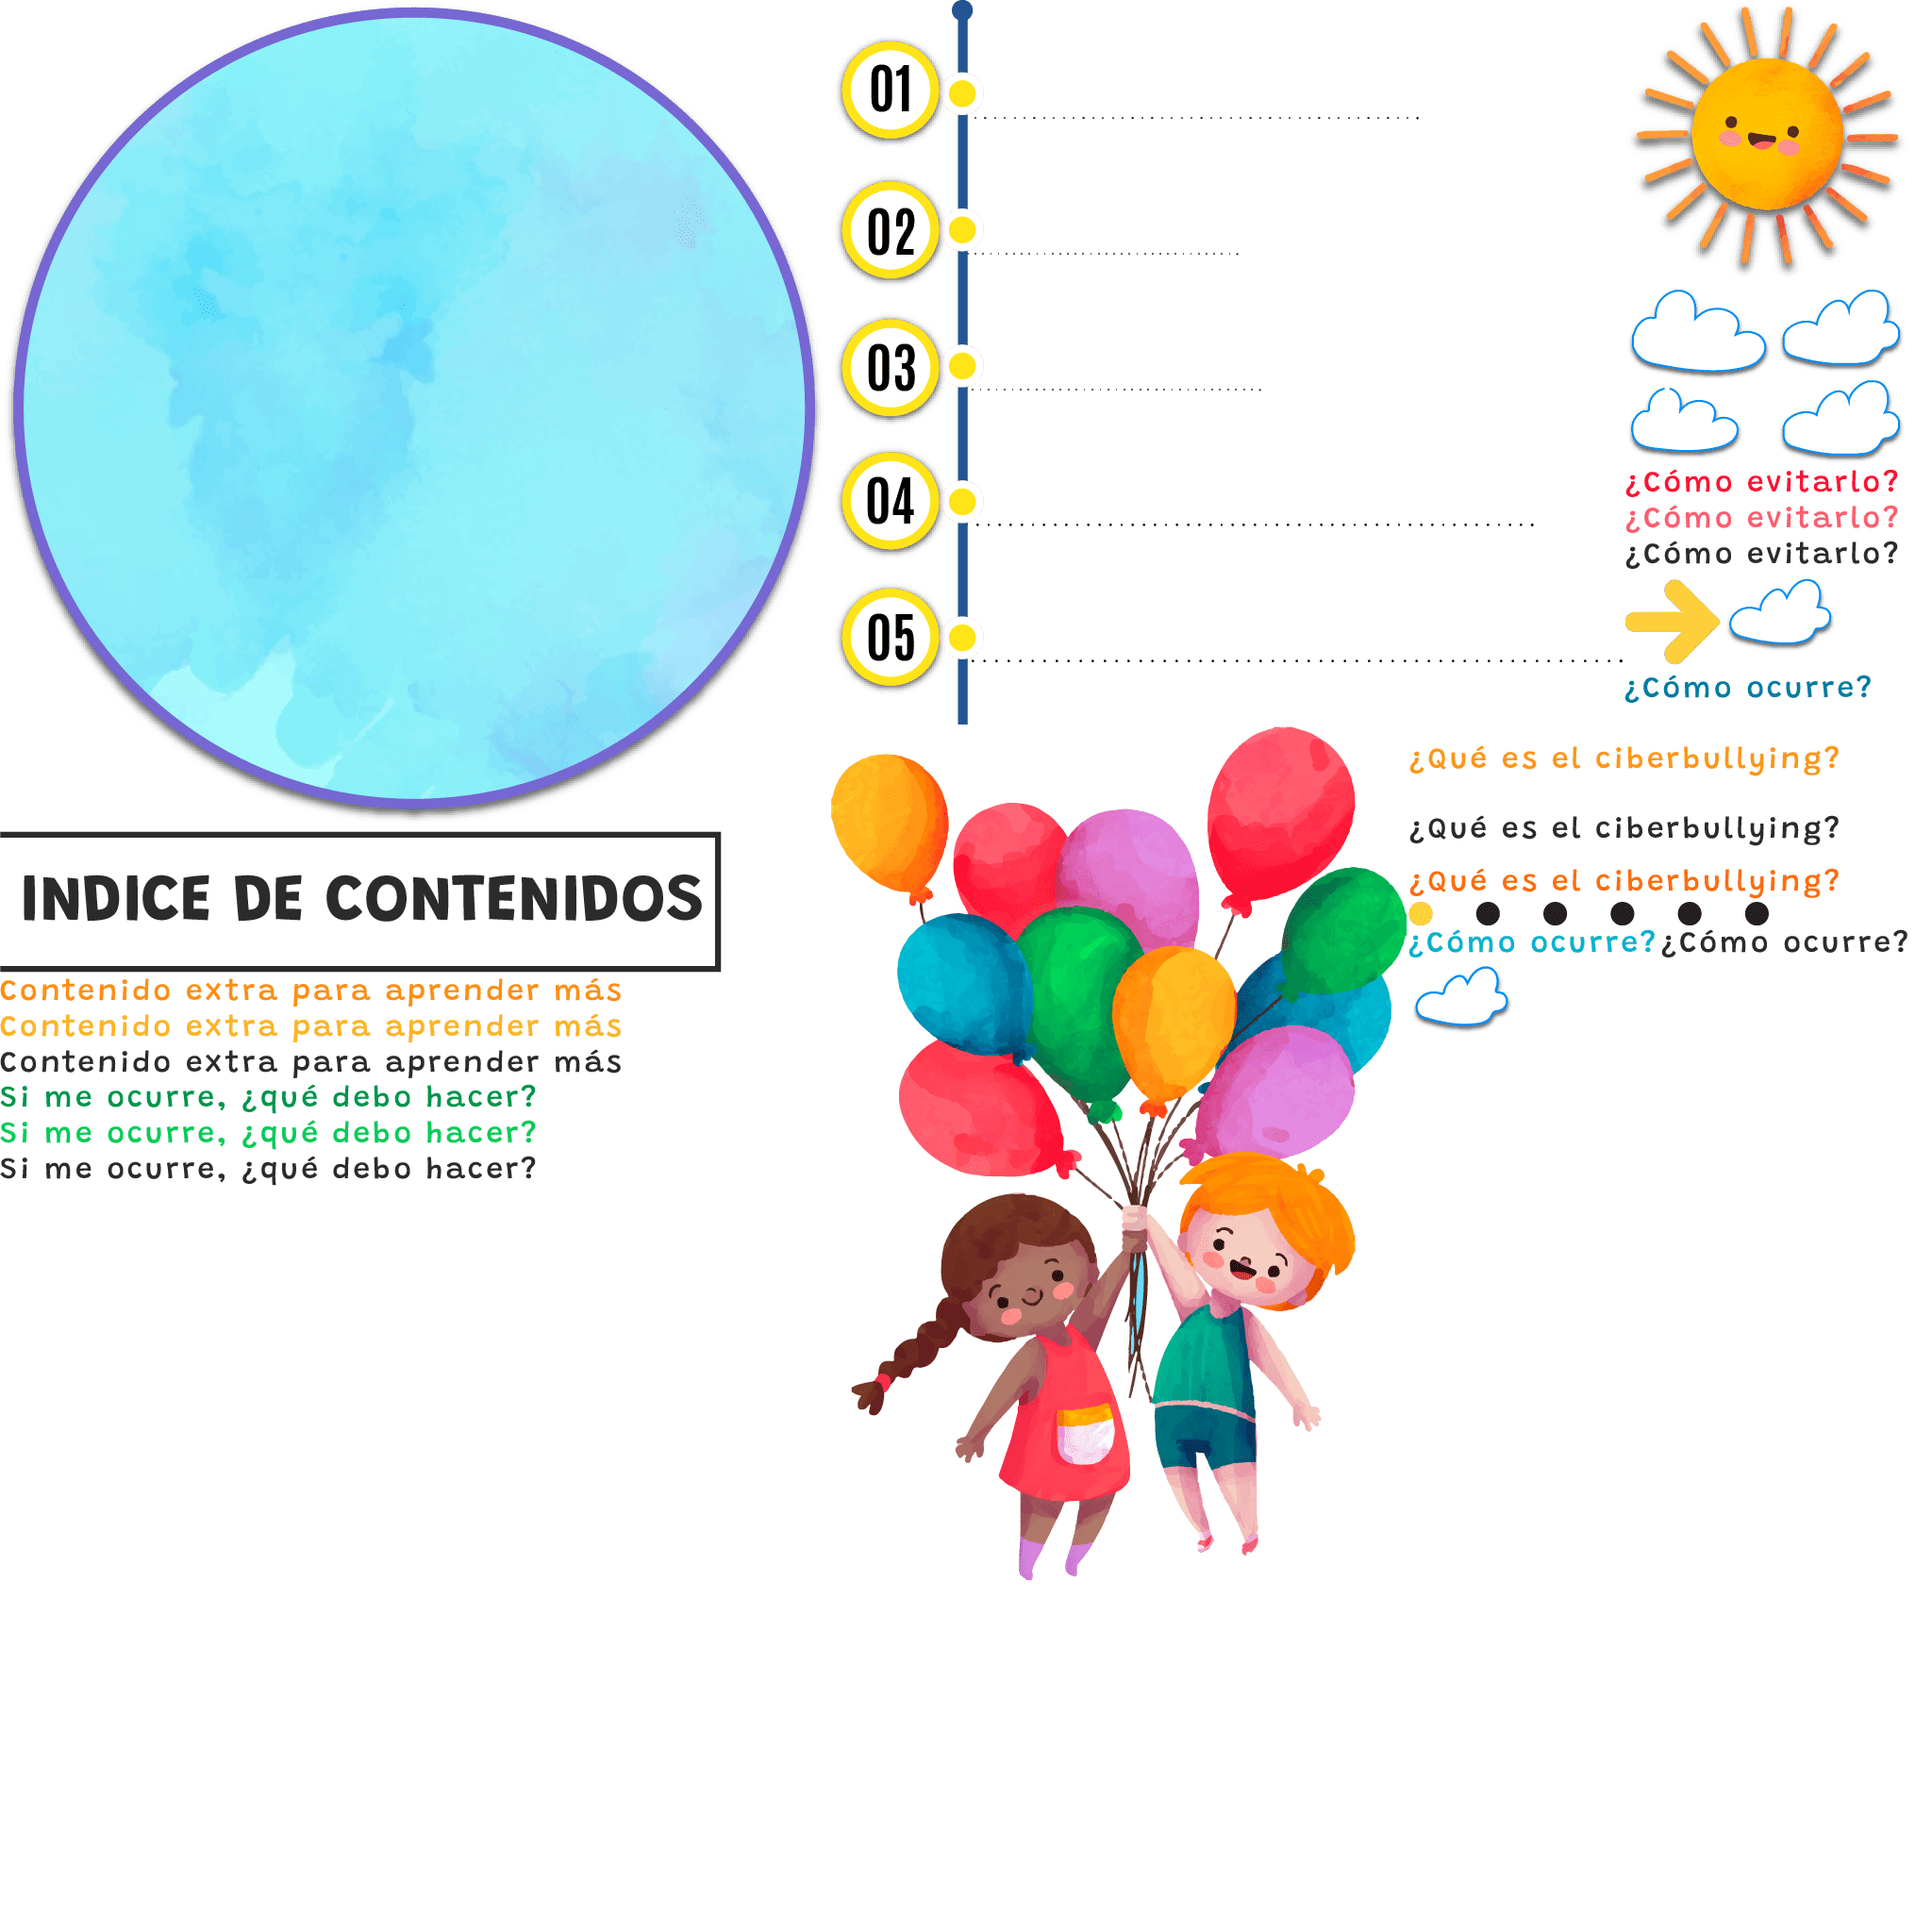 01
02
03
04
05
¿Cómo evitarlo?
¿Cómo evitarlo?
¿Cómo evitarlo?
¿Cómo ocurre?
¿Qué es el ciberbullying?
¿Qué es el ciberbullying?
¿Qué es el ciberbullying?
¿Cómo ocurre? ¿Cómo ocurre?
INDICE DE CONTENIDOS
Contenido extra para aprender más
Contenido extra para aprender más
Contenido extra para aprender más
Si me ocurre, ¿qué debo hacer?
Si me ocurre, ¿qué debo hacer?
Si me ocurre, ¿qué debo hacer?